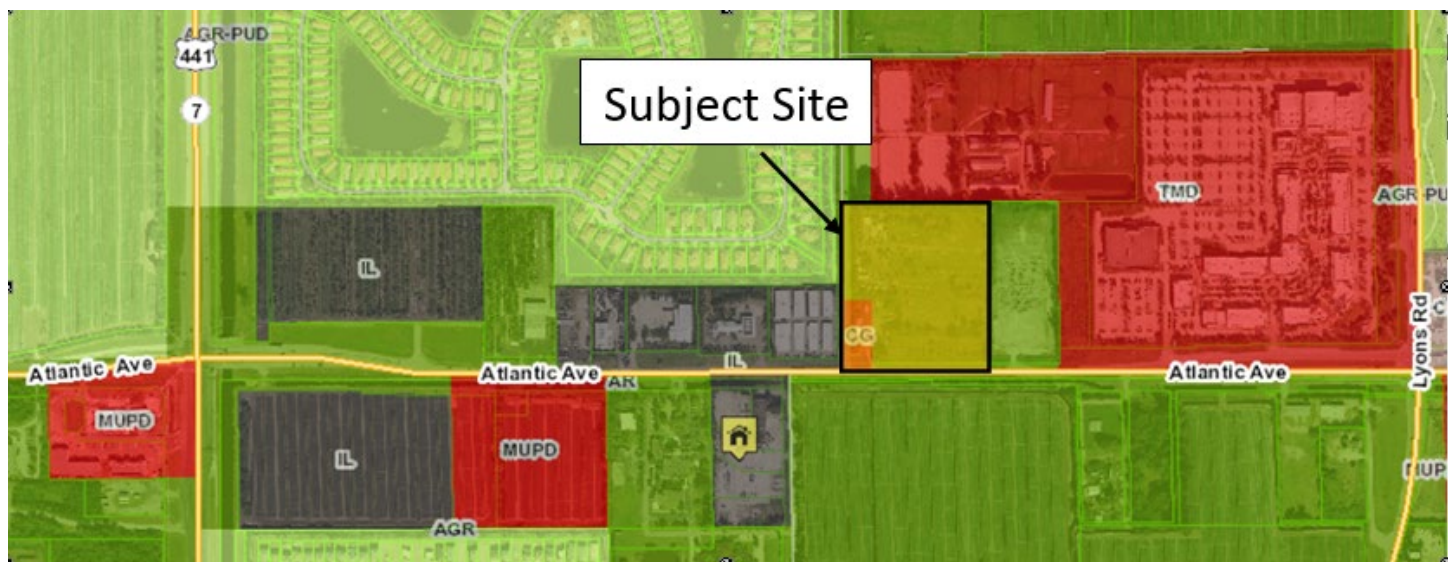 AGR-PUD
441
7
Subject Site
TMD
AGR-PU
IL
CG
IL
Lyons Rd
Atlantic Ave
Atlantic Ave
AR
Atlantic Ave
MUPD
MUPD
IL
MUP
AGR